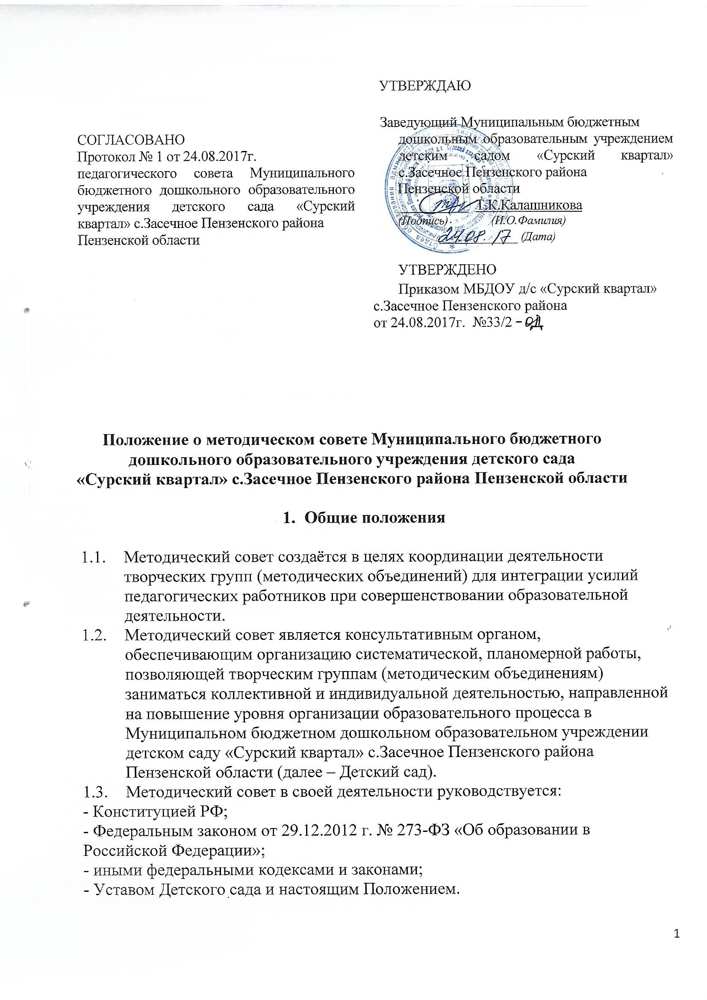 УТВЕРЖДАЮ
Заведующий Муниципальным бюджетным
дошкольным образовательным учреждением
детским садом «Сурский квартал»
с.Засечное Пензенского района
Пензенской области
Т.К.Калашникова
(Подпись) (И.О.Фамилия)
24.08.17 (Дата)
СОГЛАСОВАНО
Протокол № 1 от 24.08.2017г.
педагогического совета Муниципального
бюджетного дошкольного образовательного
учреждения детского сада «Сурский
квартал» с.Засечное Пензенского района
Пензенской области
УТВЕРЖДЕНО
Приказом МБДОУ д/с «Сурский квартал»
с.Засечное Пензенского района
от 24.08.2017г. №33/2 – ОД
Положение о методическом совете Муниципального бюджетного
дошкольного образовательного учреждения детского сада
«Сурский квартал» с.Засечное Пензенского района Пензенской области
1. Общие положения
1.1. Методический совет создаётся в целях координации деятельности
творческих групп (методических объединений) для интеграции усилий
педагогических работников при совершенствовании образовательной
деятельности.
1.2. Методический совет является консультативным органом,
обеспечивающим организацию систематической, планомерной работы,
позволяющей творческим группам (методическим объединениям)
заниматься коллективной и индивидуальной деятельностью, направленной
на повышение уровня организации образовательного процесса в
Муниципальном бюджетном дошкольном образовательном учреждении
детском саду «Сурский квартал» с.Засечное Пензенского района
Пензенской области (далее – Детский сад).
1.3. Методический совет в своей деятельности руководствуется:
- Конституцией РФ;
- Федеральным законом от 29.12.2012 г. № 273-ФЗ «Об образовании в
Российской Федерации»;
- иными федеральными кодексами и законами;
- Уставом Детского сада и настоящим Положением.
1